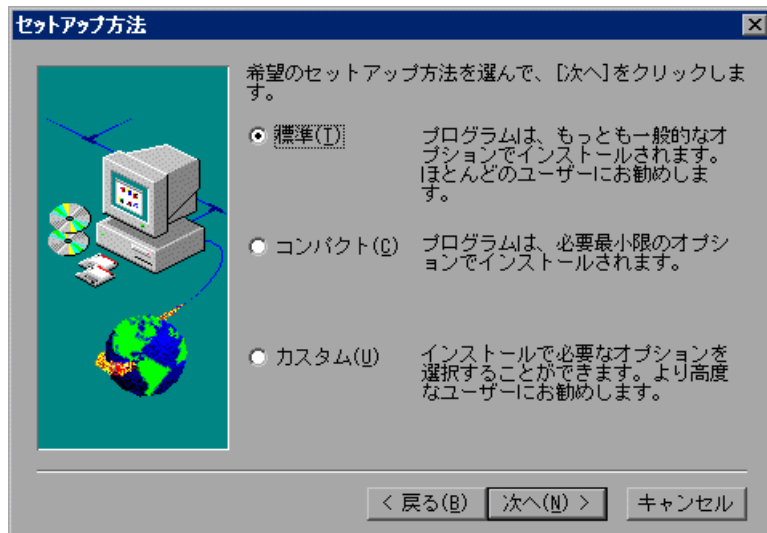 セットアップ方法
希望のセットアップ方法を選んで、[次へ]をクリックしま
す。
標準(T)
プログラムは、もっとも一般的なオ
プションでインストールされます。
ほとんどのユーザーにお勧めしま
す。
コンパクト(C)
プログラムは、必要最小限のオプシ
ョンでインストールされます。
カスタム(U)
インストールで必要なオプションを
選択することができます。より高度
なユーザーにお勧めします。
< 戻る(B)
次へ(N) >
キャンセル